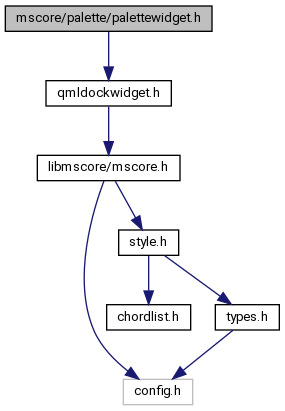 mscore/palette/palettewidget.h
qmldockwidget.h
libmscore/mscore.h
style.h
chordlist.h
types.h
config.h